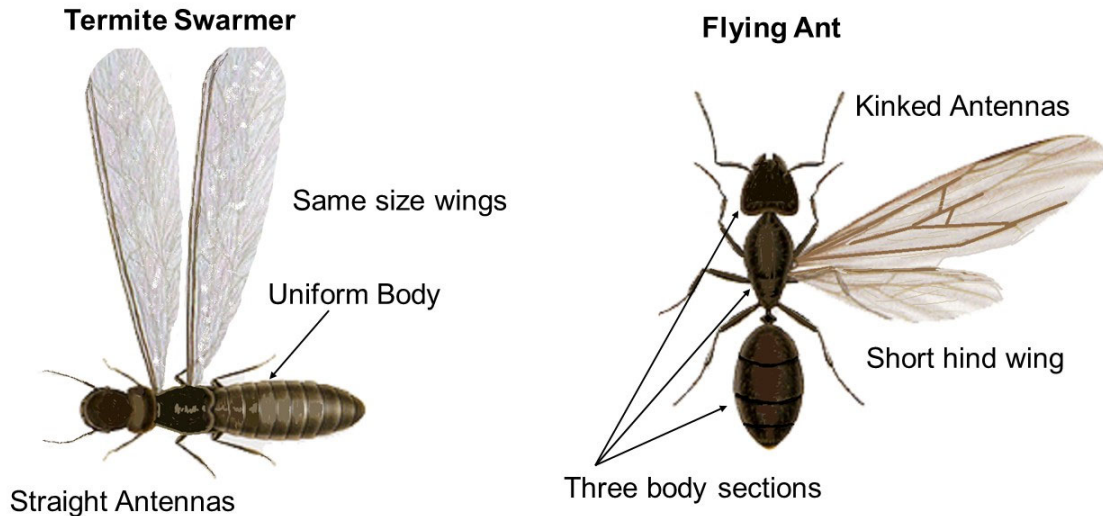 Termite Swarmer
Same size wings
Uniform Body
Straight Antennas
Flying Ant
Kinked Antennas
Short hind wing
Three body sections